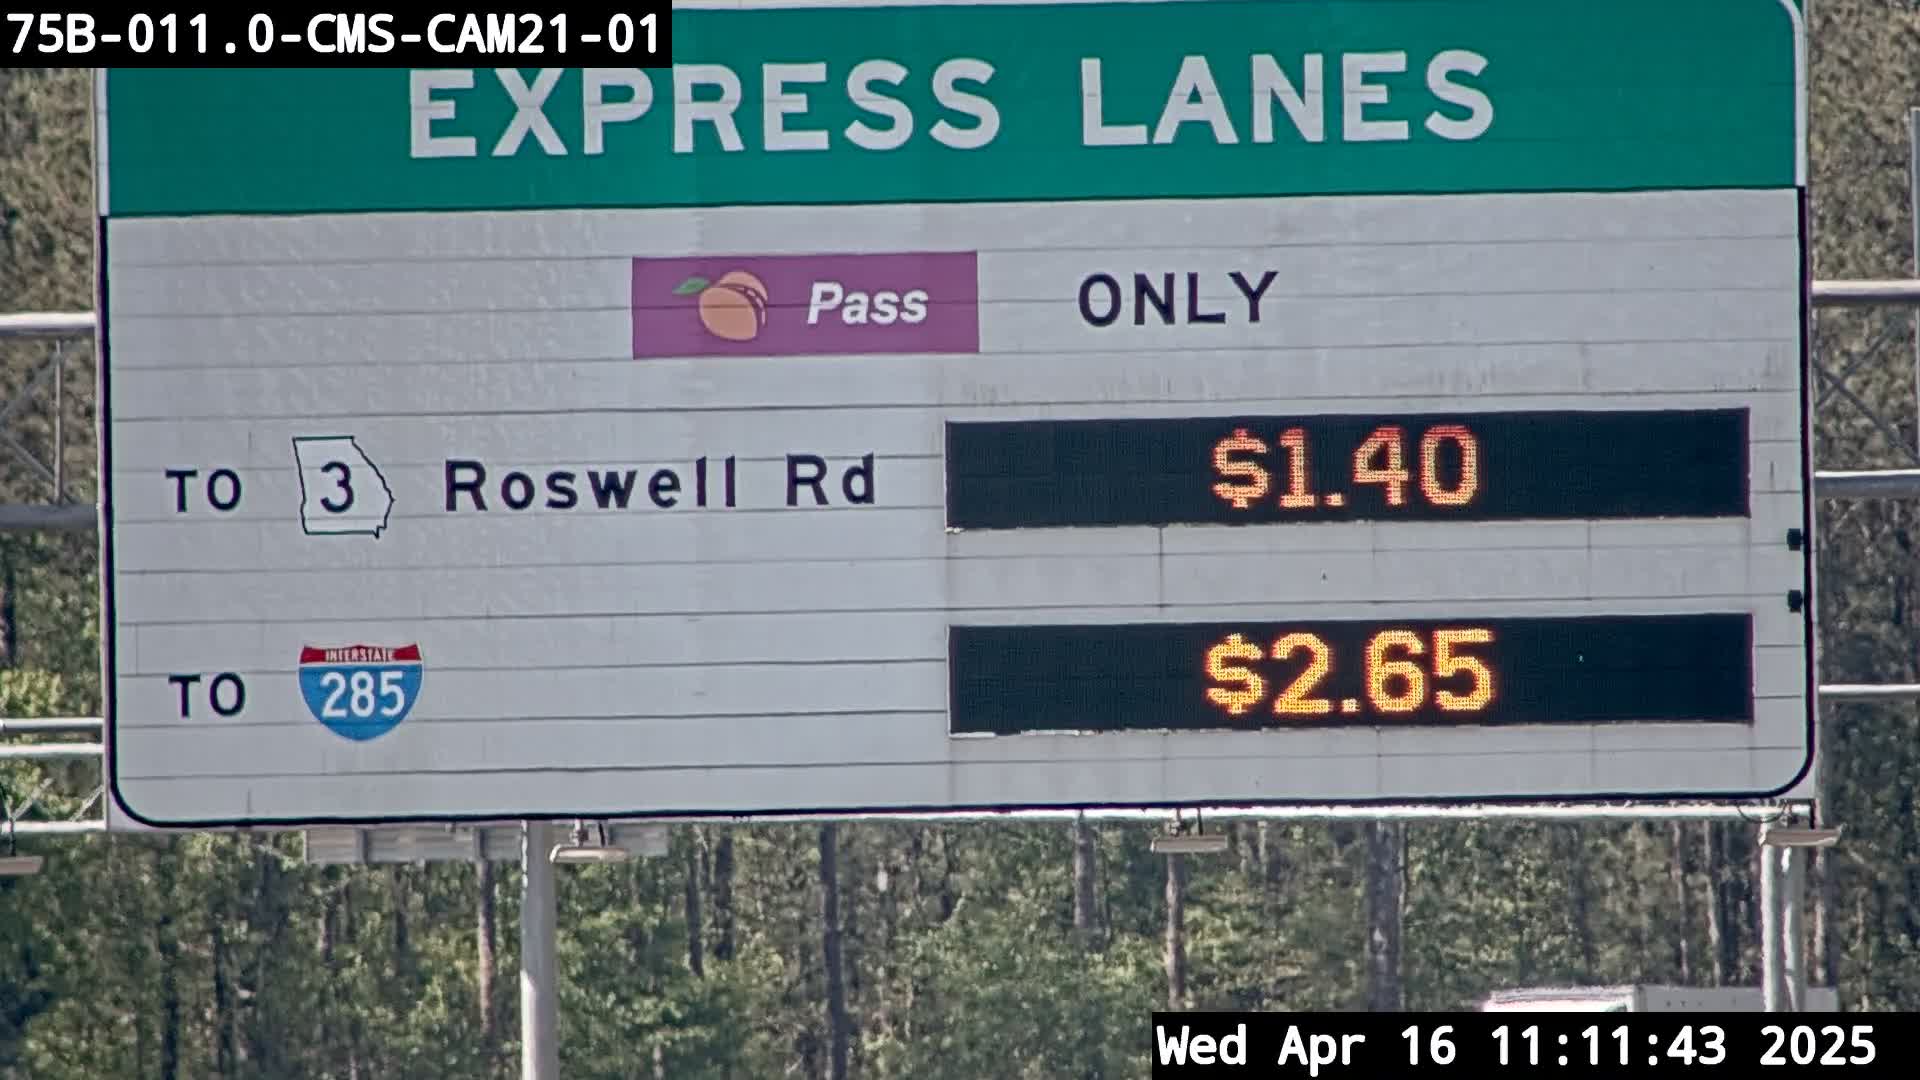 75B-011.0-CMS-CAM21-01
EXPRESS LANES
Pass ONLY
TO 3 Roswell Rd $1.40
INTERSTATE
TO 285 $2.65
Wed Apr 16 11:11:43 2025